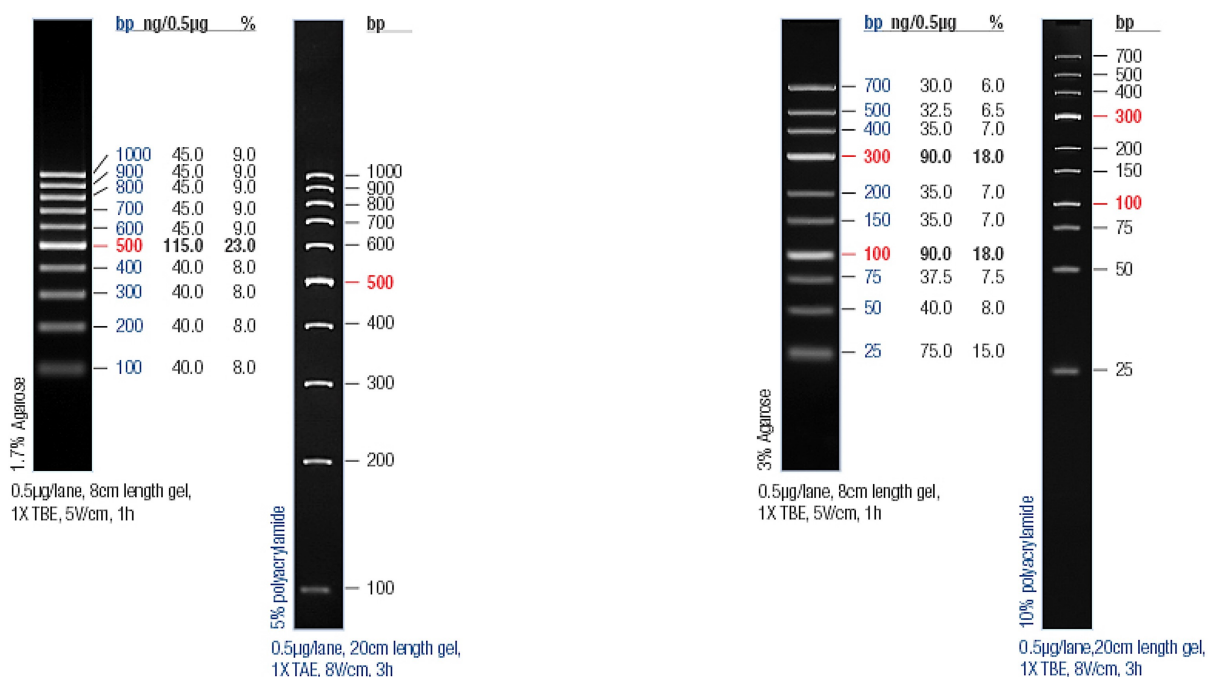 bp ng/0.5µg %
1000 45.0 9.0
900 45.0 9.0
800 45.0 9.0
700 45.0 9.0
600 45.0 9.0
500 115.0 23.0
400 40.0 8.0
300 40.0 8.0
200 40.0 8.0
100 40.0 8.0
1.7% Agarose
0.5µg/lane, 8cm length gel,
1X TBE, 5V/cm, 1h
bp
1000
900
800
700
600
500
400
300
200
100
5% polyacrylamide
0.5µg/lane, 20cm length gel,
1X TAE, 8V/cm, 3h
bp ng/0.5µg %
700 30.0 6.0
500 32.5 6.5
400 35.0 7.0
300 90.0 18.0
200 35.0 7.0
150 35.0 7.0
100 90.0 18.0
75 37.5 7.5
50 40.0 8.0
25 75.0 15.0
3% Agarose
0.5µg/lane, 8cm length gel,
1X TBE, 5V/cm, 1h
bp
700
500
400
300
200
150
100
75
50
25
10% polyacrylamide
0.5µg/lane,20cm length gel,
1X TBE, 8V/cm, 3h